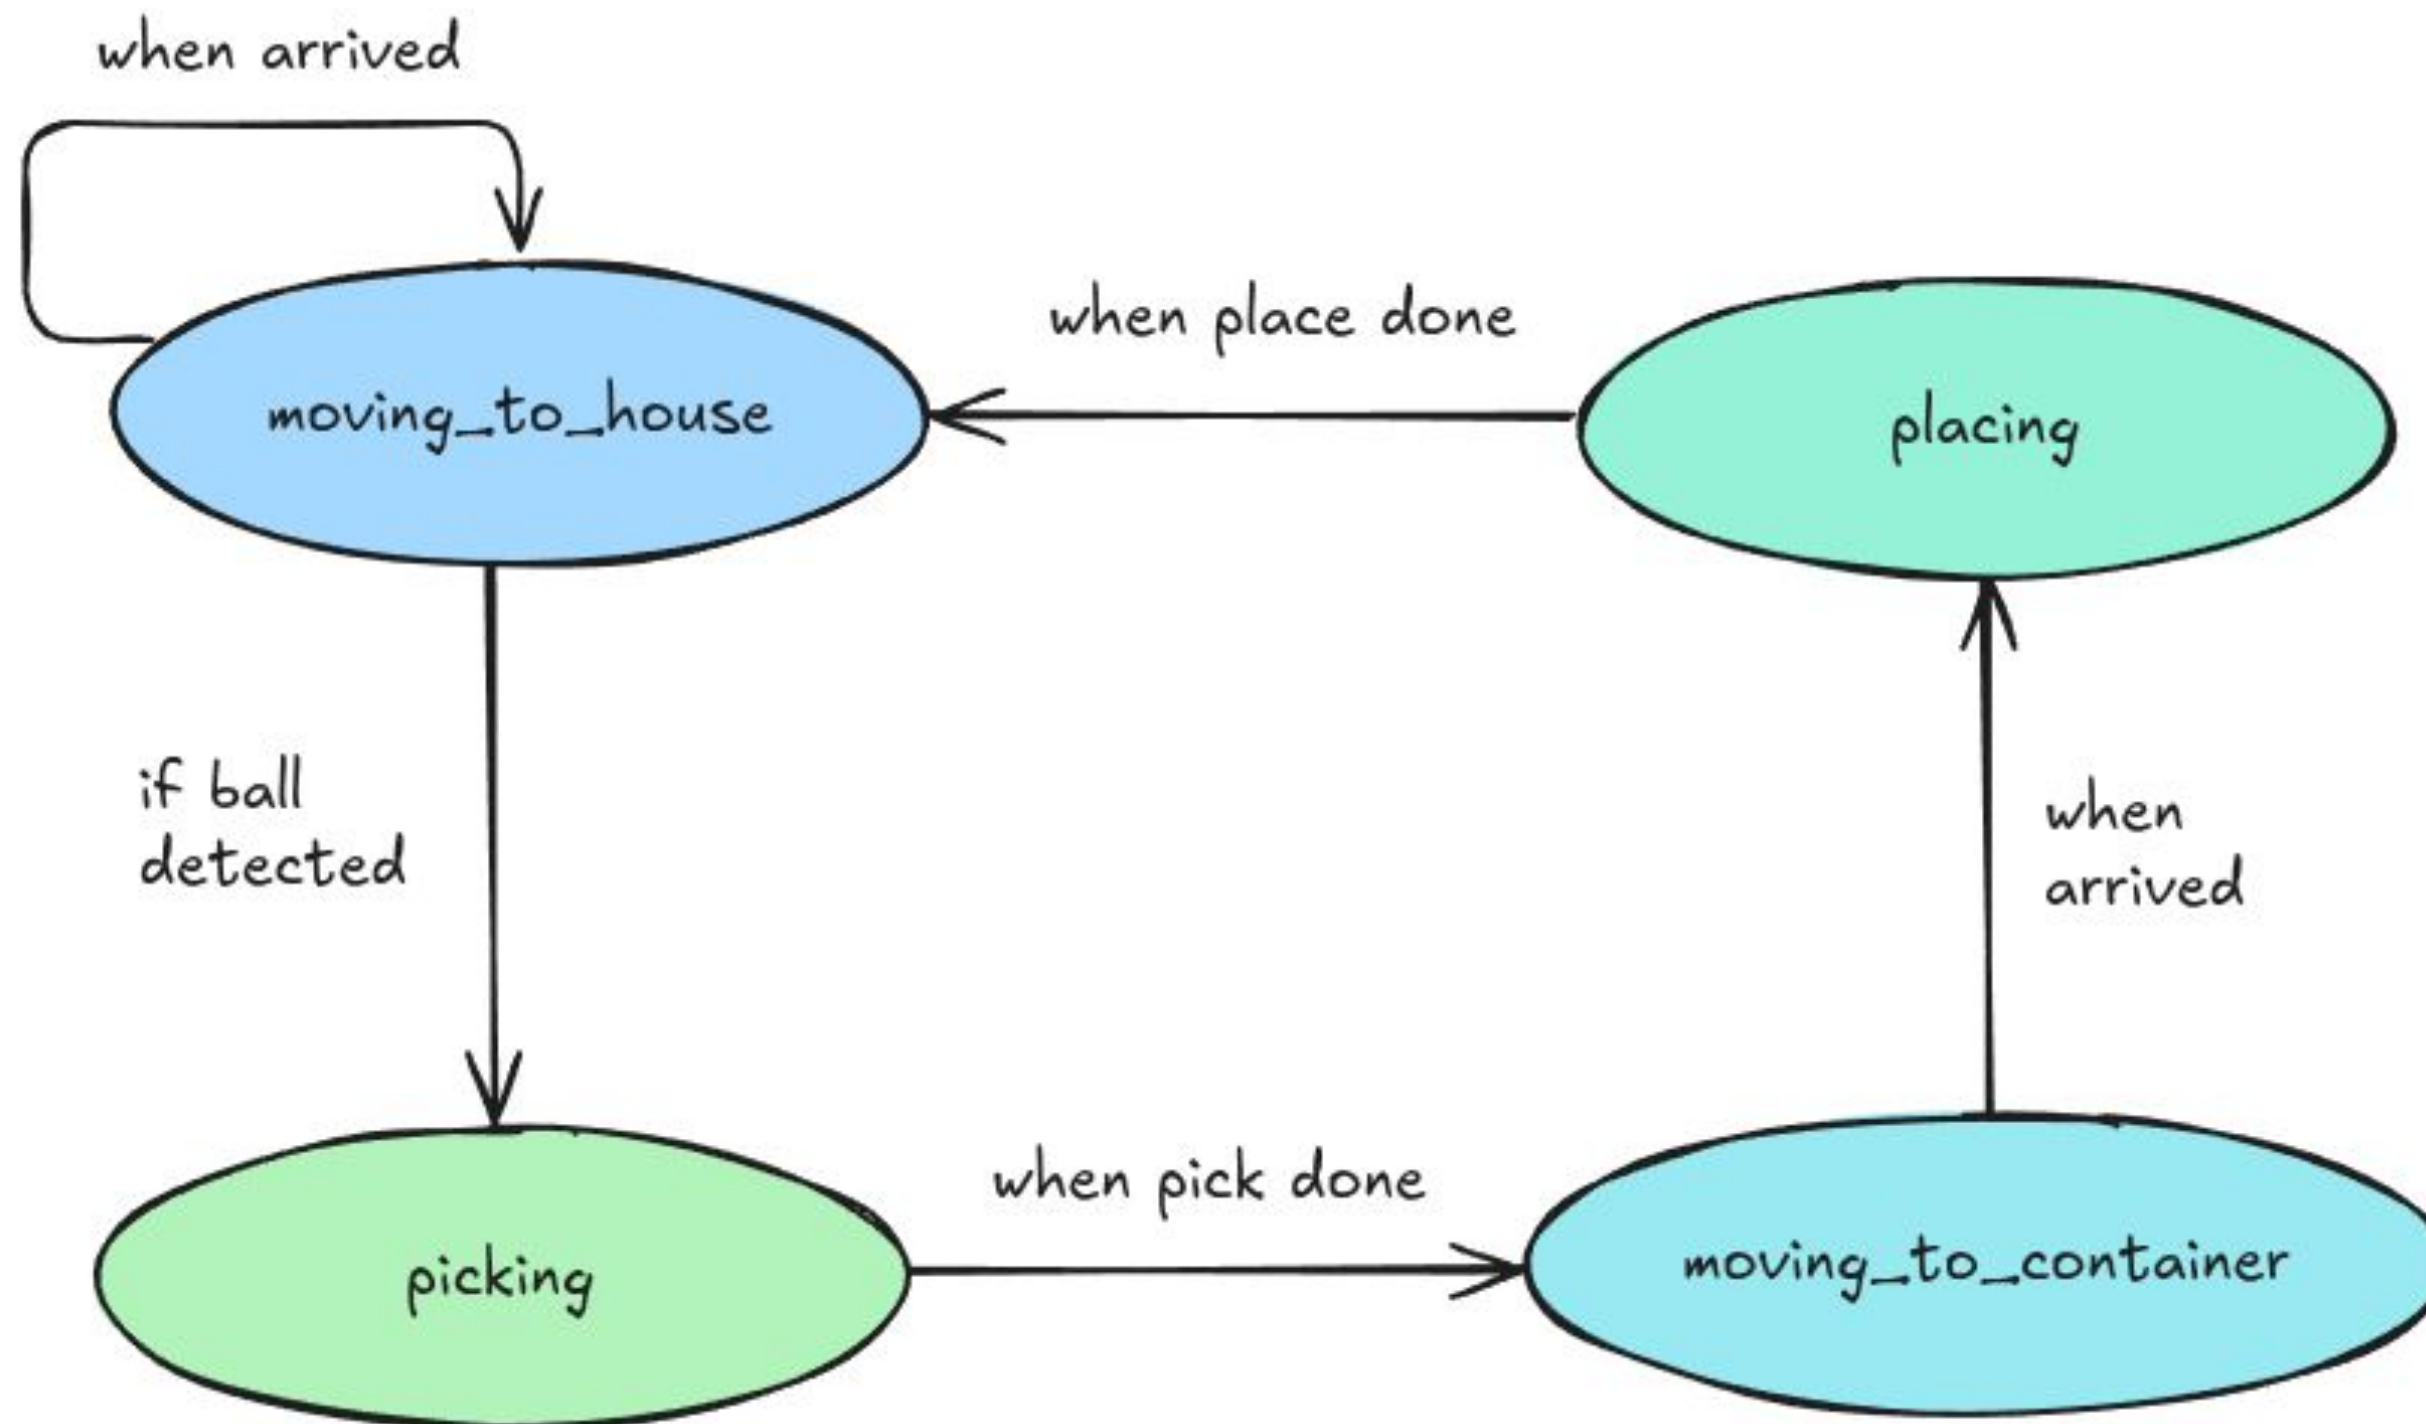 when arrived
when place done
moving_to_house
placing
if ball
detected
when
arrived
when pick done
picking
moving_to_container